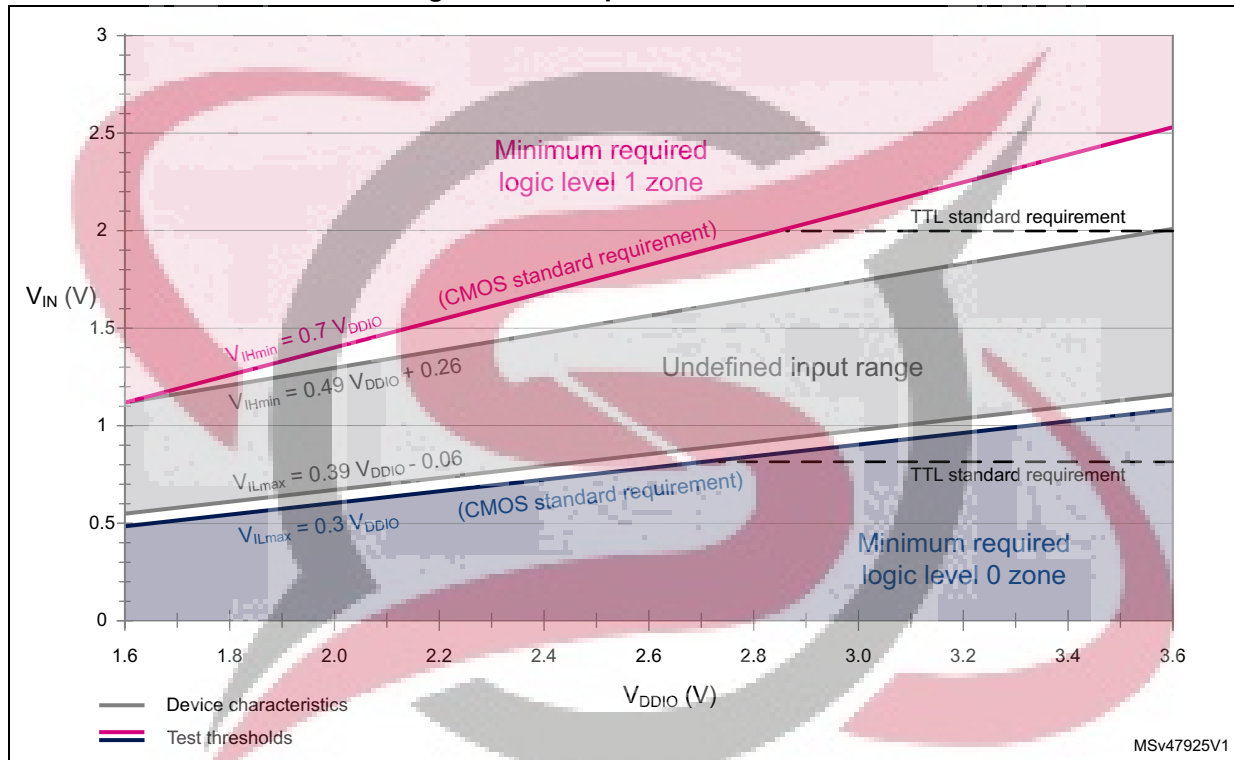 3
2.5
2
1.5
1
0.5
0
V_IN (V)
Minimum required
logic level 1 zone
TTL standard requirement
(CMOS standard requirement)
V_IHmin = 0.7 V_DDIO
V_IHmin = 0.49 V_DDIO + 0.26
Undefined input range
V_ILmax = 0.39 V_DDIO - 0.06
TTL standard requirement
(CMOS standard requirement)
V_ILmax = 0.3 V_DDIO
Minimum required
logic level 0 zone
1.6 1.8 2.0 2.2 2.4 2.6 2.8 3.0 3.2 3.4 3.6
V_DDIO (V)
Device characteristics
Test thresholds
MSv47925V1